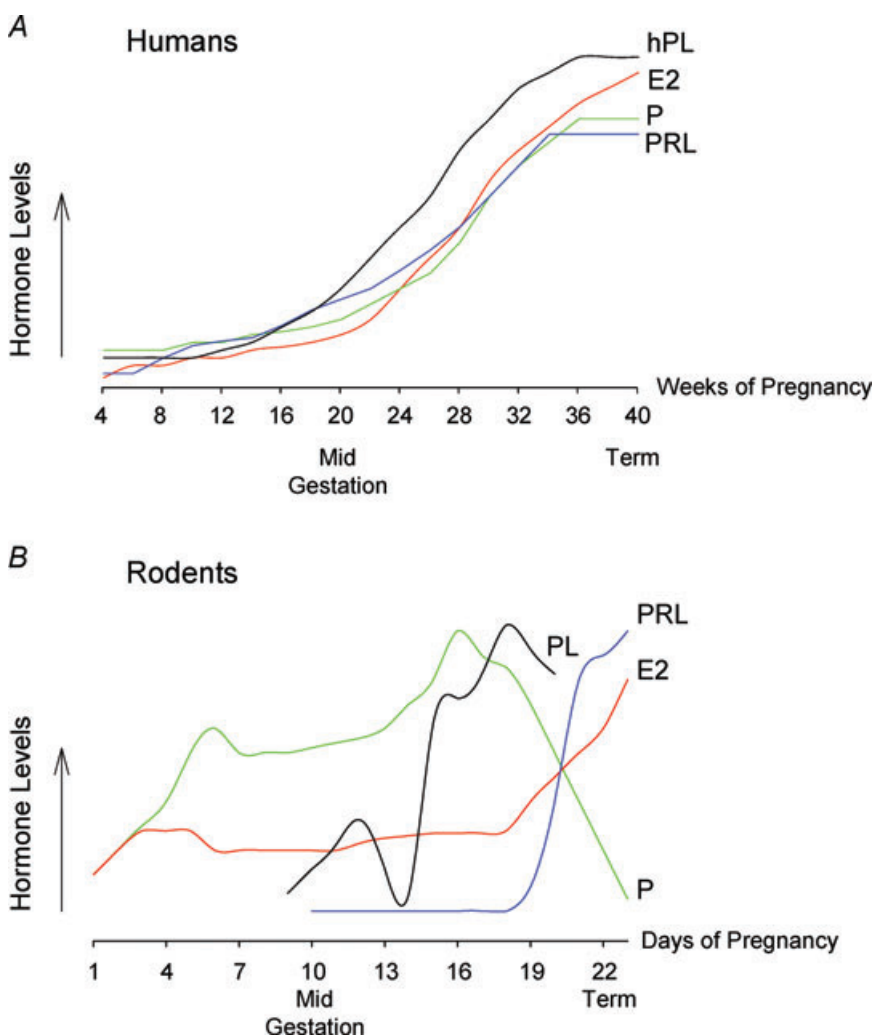 A
Humans
hPL
E2
P
PRL
Hormone Levels
Weeks of Pregnancy
4 8 12 16 20 24 28 32 36 40
Mid Term
Gestation
B
Rodents
PRL
PL
E2
Hormone Levels
P
Days of Pregnancy
1 4 7 10 13 16 19 22
Mid Term
Gestation